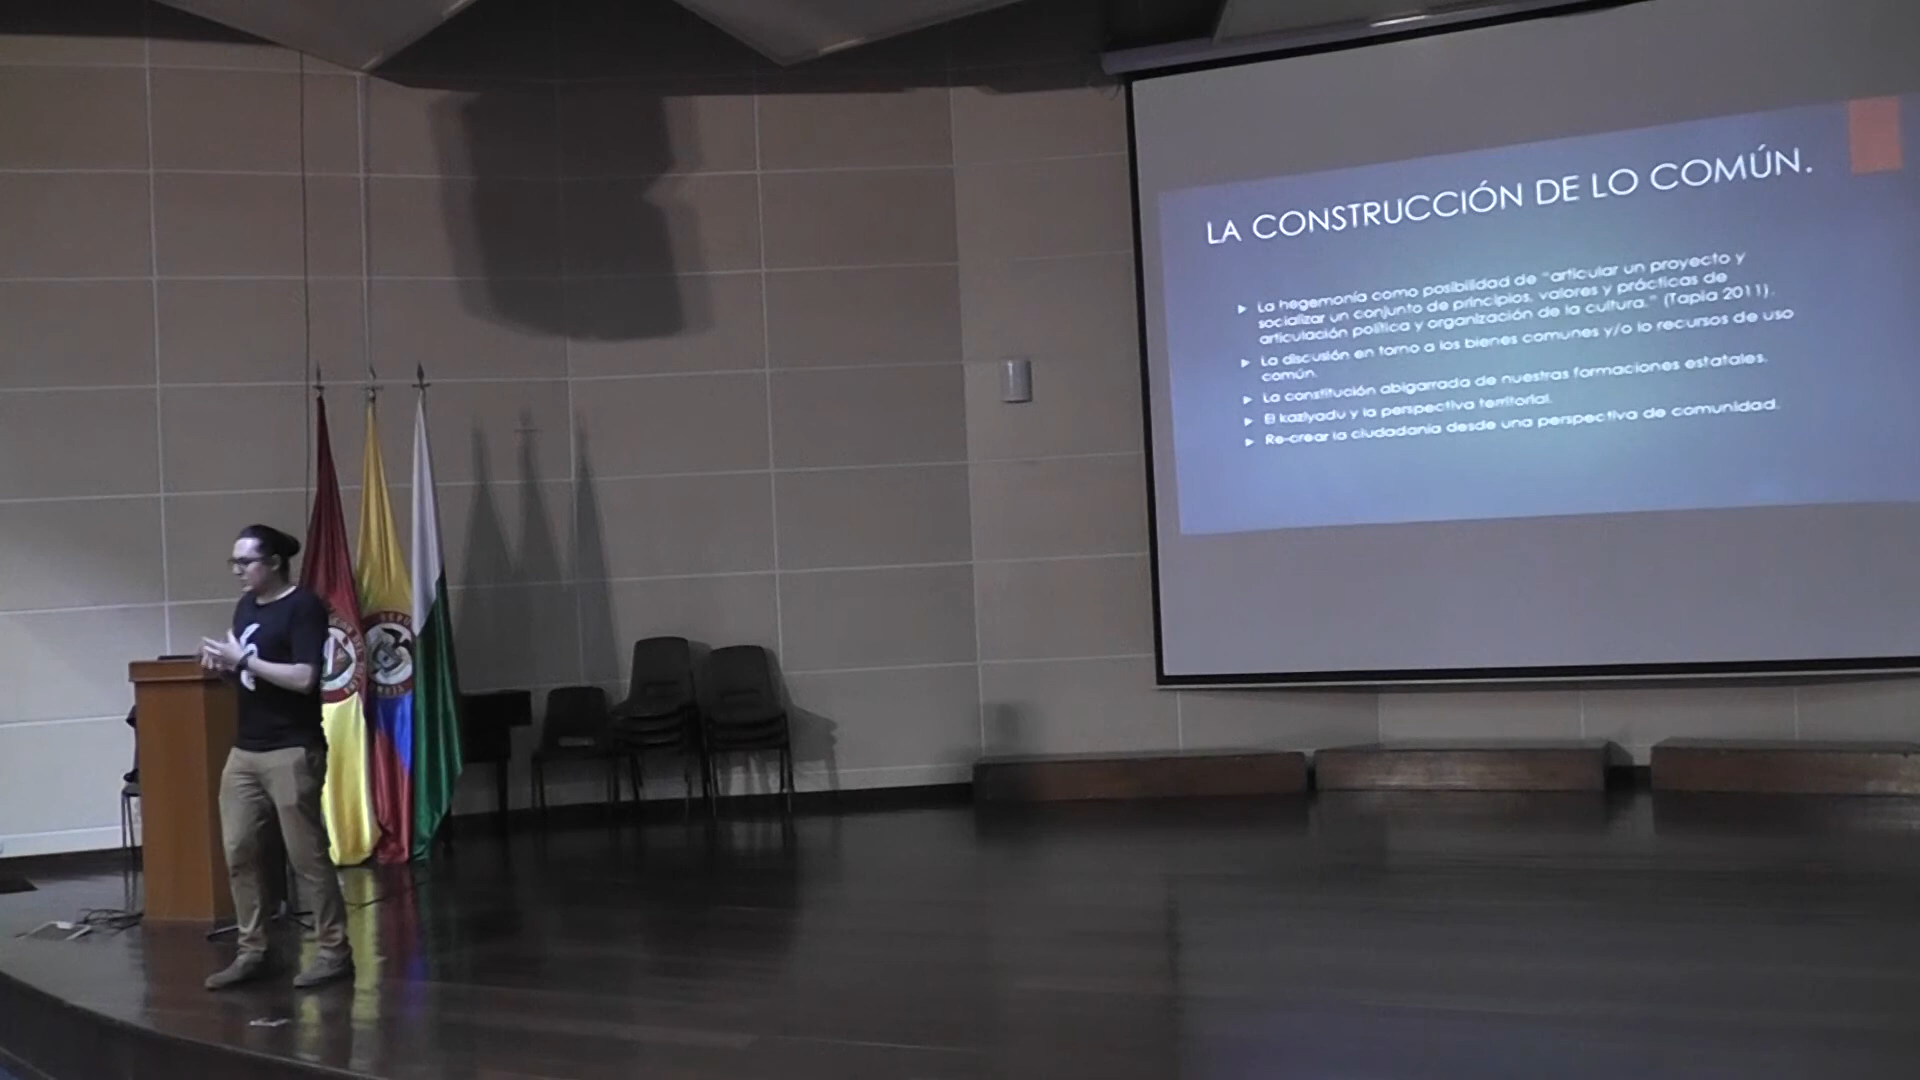 LA CONSTRUCCIÓN DE LO COMÚN.
La hegemonía como posibilidad de "articular un proyecto y
socializar un conjunto de principios, valores y prácticas de
articulación política y organización de la cultura." (Tapia 2011).
La discusión en torno a los bienes comunes y/o lo recursos de uso
común.
La constitución abigarrada de nuestras formaciones estatales.
El kaziyadu y la perspectiva territorial.
Re-crear la ciudadanía desde una perspectiva de comunidad.